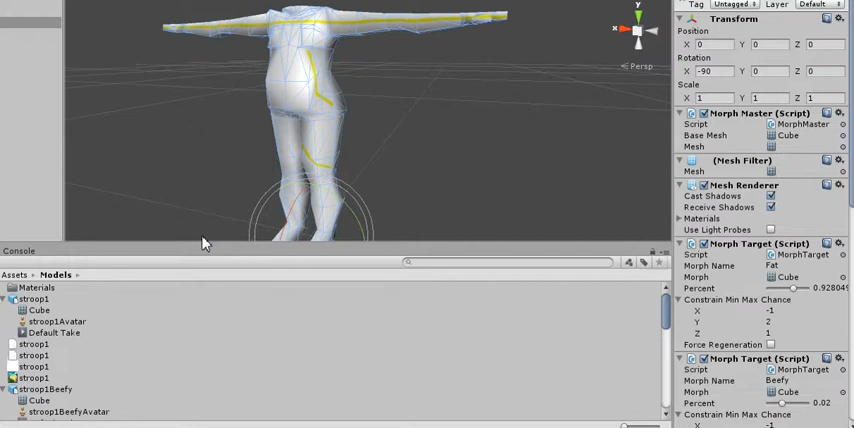 Tag Untagged Layer Default
Transform
Position
X 0 Y 0 Z 0
Rotation
X -90 Y 0 Z 0
Scale
X 1 Y 1 Z 1
Morph Master (Script)
Script MorphMaster
Base Mesh Cube
Mesh
(Mesh Filter)
Mesh
Mesh Renderer
Cast Shadows
Receive Shadows
Materials
Use Light Probes
Morph Target (Script)
Script MorphTarget
Morph Name Fat
Morph Cube
Percent 0.928049
Constrain Min Max Chance
X -1
Y 2
Z 1
Force Regeneration
Morph Target (Script)
Script MorphTarget
Morph Name Beefy
Morph Cube
Percent 0.02
Constrain Min Max Chance
X -1
Y
x
Persp
Console
Assets Models
Materials
stroop1
Cube
stroop1Avatar
Default Take
stroop1
stroop1
stroop1
stroop1
stroop1Beefy
Cube
stroop1BeefyAvatar